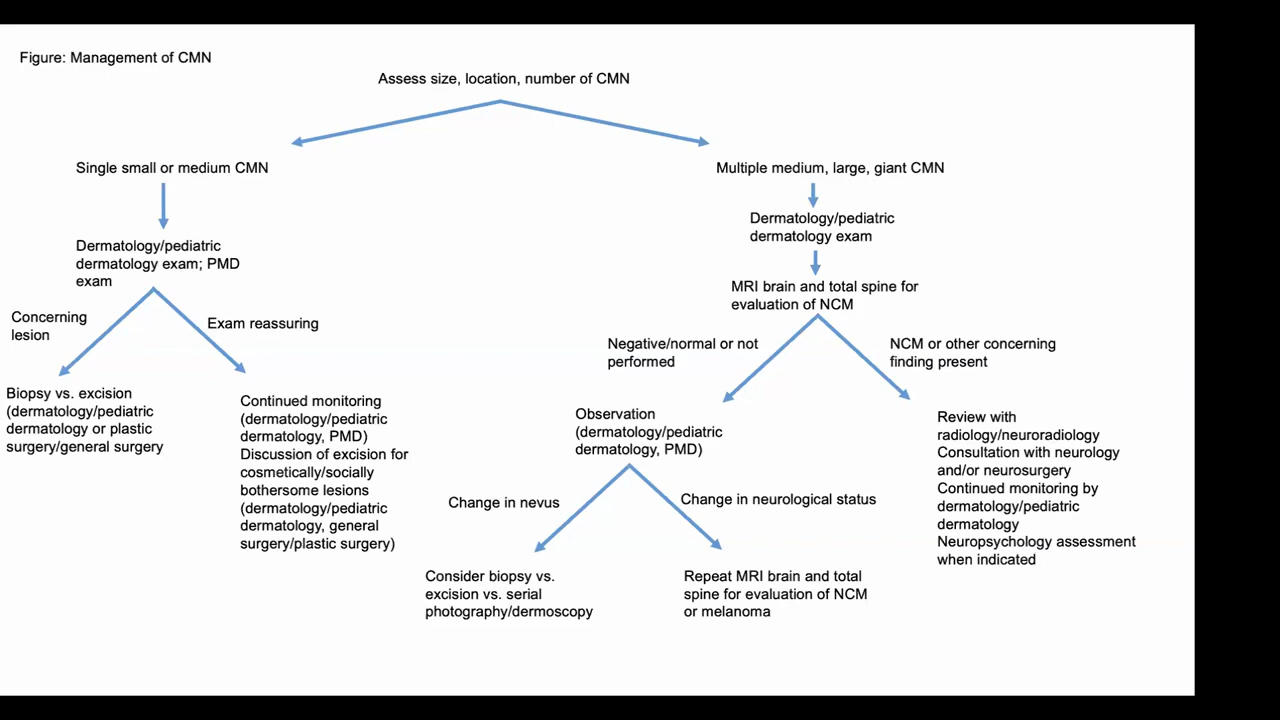 Figure: Management of CMN
Assess size, location, number of CMN
Single small or medium CMN
Multiple medium, large, giant CMN
Dermatology/pediatric
dermatology exam; PMD
exam
Dermatology/pediatric
dermatology exam
MRI brain and total spine for
evaluation of NCM
Concerning
lesion
Exam reassuring
Negative/normal or not
performed
NCM or other concerning
finding present
Biopsy vs. excision
(dermatology/pediatric
dermatology or plastic
surgery/general surgery
Continued monitoring
(dermatology/pediatric
dermatology, PMD)
Discussion of excision for
cosmetically/socially
bothersome lesions
(dermatology/pediatric
dermatology, general
surgery/plastic surgery)
Observation
(dermatology/pediatric
dermatology, PMD)
Review with
radiology/neuroradiology
Consultation with neurology
and/or neurosurgery
Continued monitoring by
dermatology/pediatric
dermatology
Neuropsychology assessment
when indicated
Change in nevus
Change in neurological status
Consider biopsy vs.
excision vs. serial
photography/dermoscopy
Repeat MRI brain and total
spine for evaluation of NCM
or melanoma